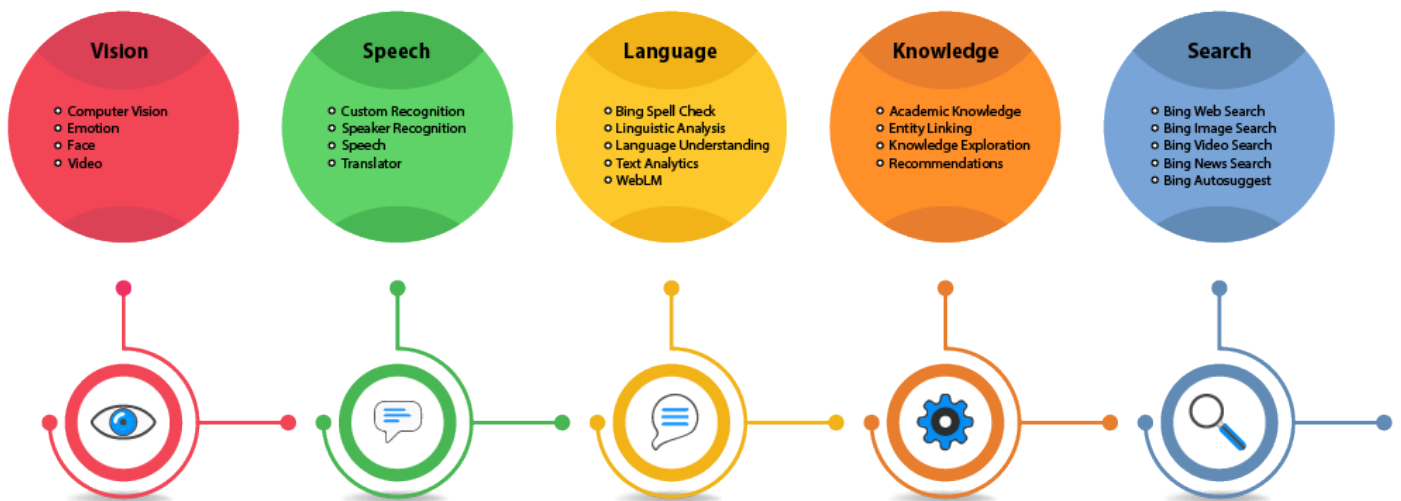 Vision
Computer Vision
Emotion
Face
Video
Speech
Custom Recognition
Speaker Recognition
Speech
Translator
Language
Bing Spell Check
Linguistic Analysis
Language Understanding
Text Analytics
WebLM
Knowledge
Academic Knowledge
Entity Linking
Knowledge Exploration
Recommendations
Search
Bing Web Search
Bing Image Search
Bing Video Search
Bing News Search
Bing Autosuggest